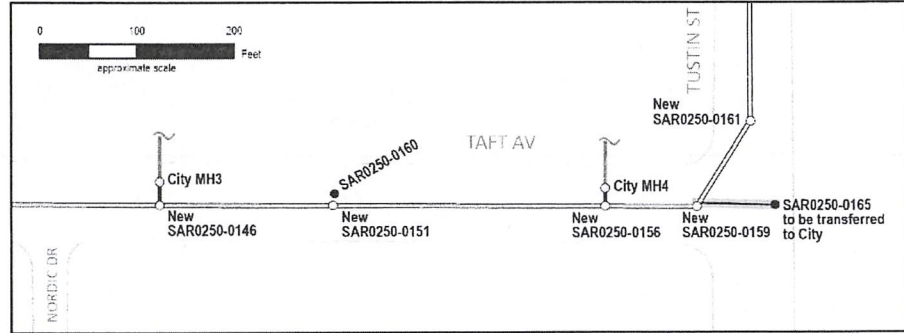 0 100 200
Feet
approximate scale
TUSTIN ST
New
SAR0250-0161
TAFT AV
SAR0250-0160
City MH3
City MH4
New
SAR0250-0146
New
SAR0250-0151
New
SAR0250-0156
New
SAR0250-0159
SAR0250-0165
to be transferred
to City
NORDIC DR